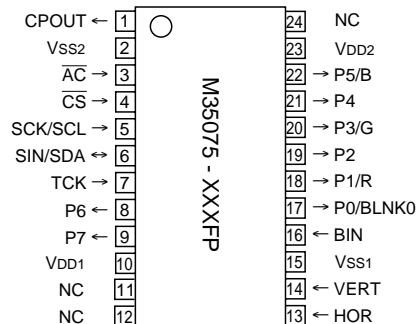 CPOUT ← 1
VSS2 2
A̅C̅ → 3
C̅S̅ → 4
SCK/SCL → 5
SIN/SDA ↔ 6
TCK → 7
P6 ← 8
P7 ← 9
VDD1 10
NC 11
NC 12
M35075 - XXXFP
24 NC
23 VDD2
22 → P5/B
21 → P4
20 → P3/G
19 → P2
18 → P1/R
17 → P0/BLNK0
16 ← BIN
15 VSS1
14 ← VERT
13 ← HOR